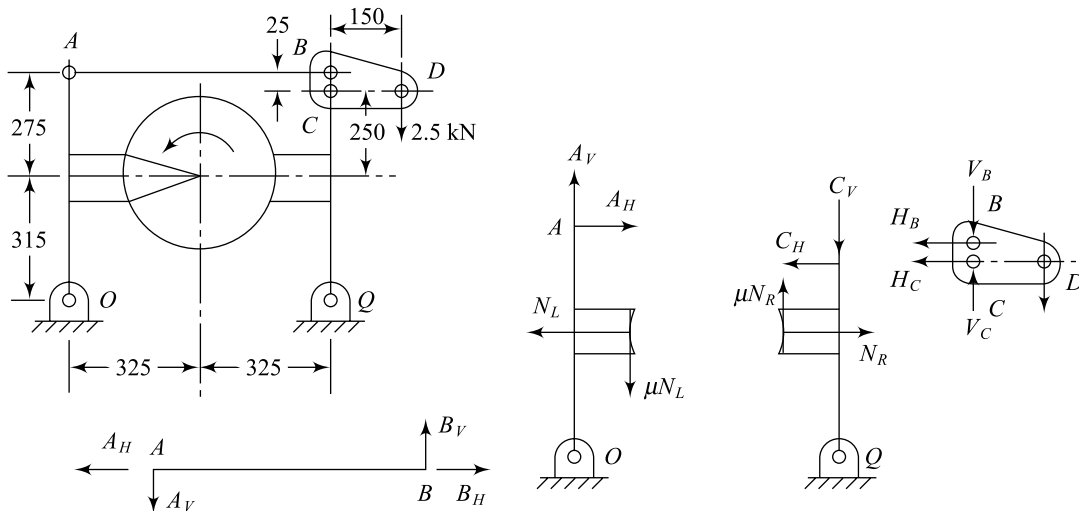 150
25
A
B
D
C
275
250
2.5 kN
315
O
Q
325
325
A_H
A
B_V
A_V
B
B_H
A_V
A_H
A
N_L
μN_L
O
C_V
C_H
μN_R
N_R
Q
V_B
B
H_B
H_C
D
C
V_C